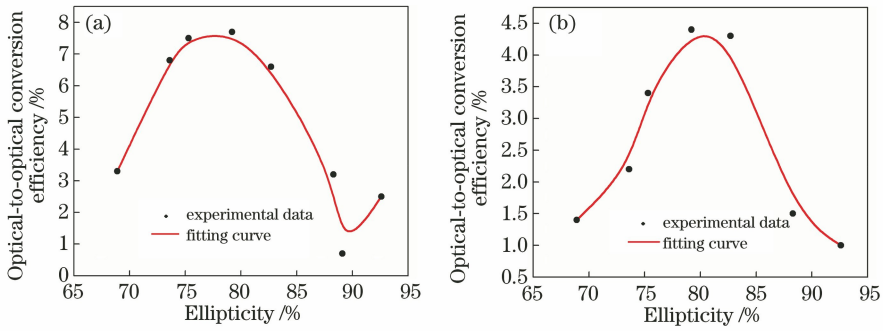 (a)
Optical-to-optical conversion
efficiency /%
8
7
6
5
4
3
2
1
0
experimental data
fitting curve
65 70 75 80 85 90 95
Ellipticity /%
(b)
Optical-to-optical conversion
efficiency /%
4.5
4.0
3.5
3.0
2.5
2.0
1.5
1.0
0.5
experimental data
fitting curve
65 70 75 80 85 90 95
Ellipticity /%